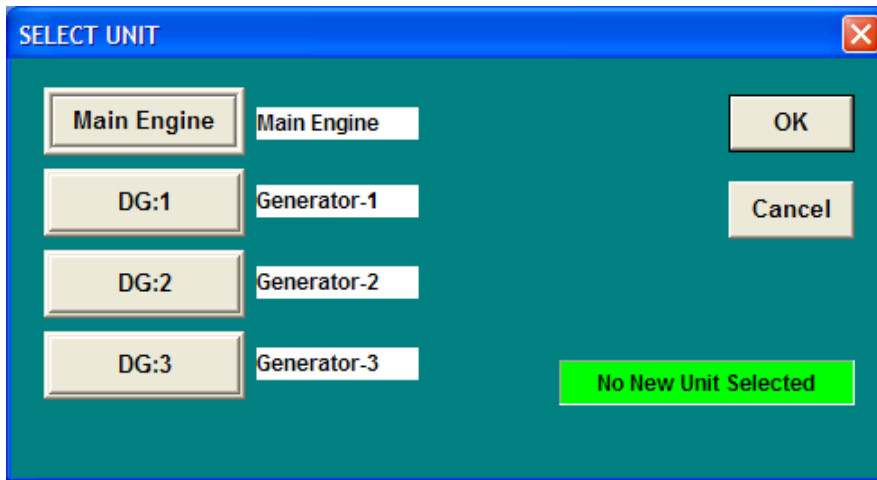 SELECT UNIT
Main Engine Main Engine
OK
DG:1 Generator-1
Cancel
DG:2 Generator-2
DG:3 Generator-3
No New Unit Selected